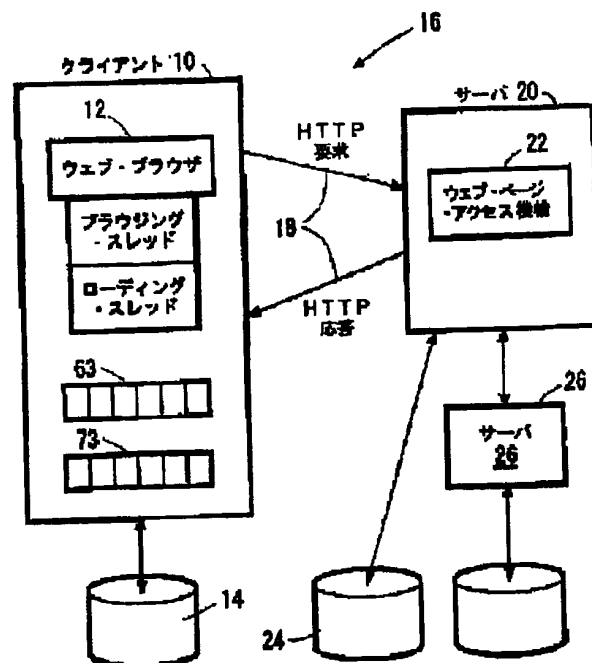 16
クライアント 10
12
ウェブ・ブラウザ
ブラウジング
・スレッド
ローディング
・スレッド
63
73
14
HTTP
要求
18
HTTP
応答
サーバ 20
22
ウェブ・ページ
・アクセス機能
26
サーバ
26
24